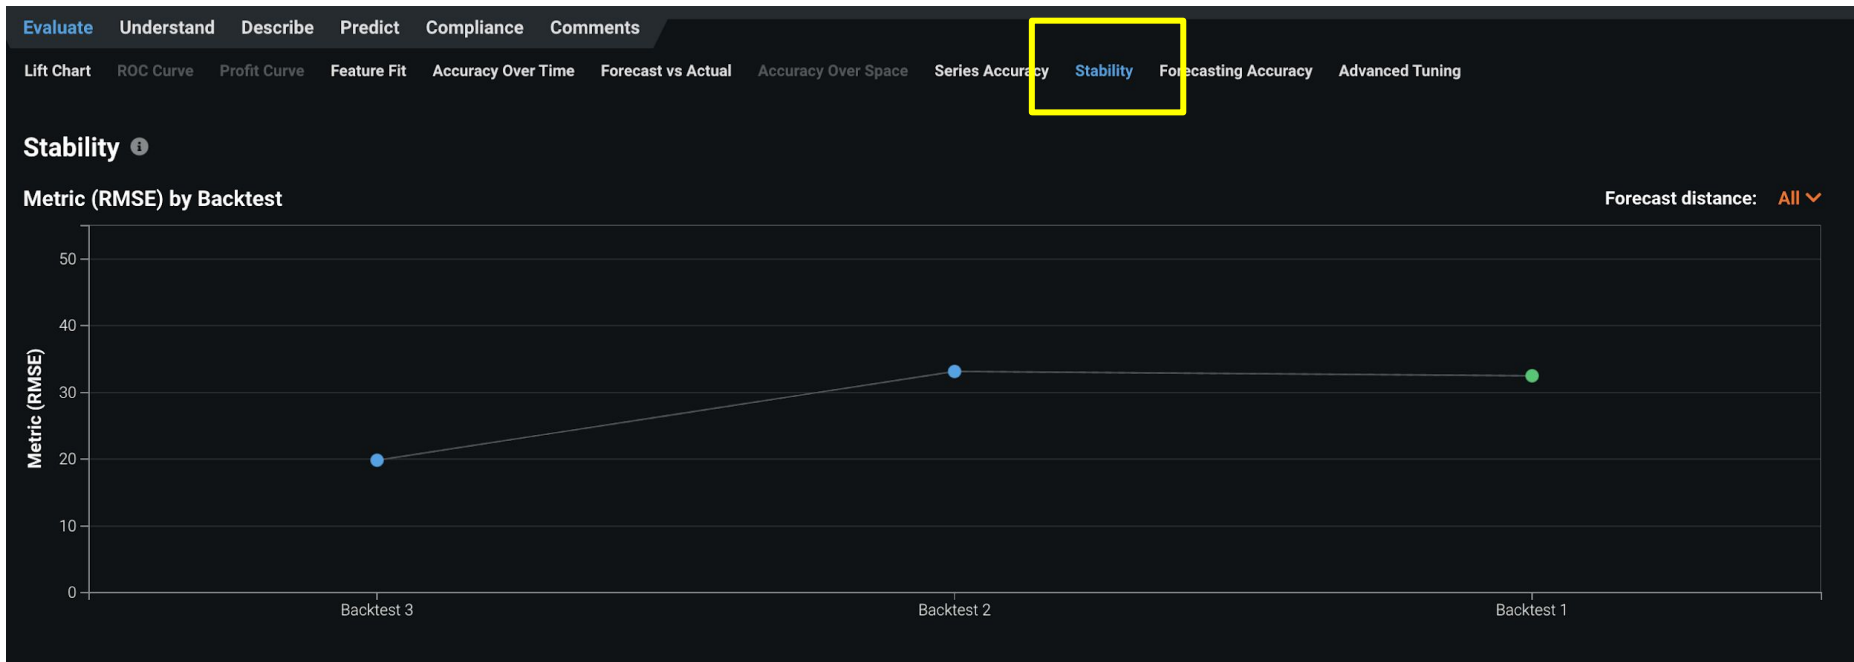 Evaluate Understand Describe Predict Compliance Comments
Lift Chart ROC Curve Profit Curve Feature Fit Accuracy Over Time Forecast vs Actual Accuracy Over Space Series Accuracy Stability Forecasting Accuracy Advanced Tuning
Stability i
Metric (RMSE) by Backtest Forecast distance: All
Metric (RMSE)
50
40
30
20
10
0
Backtest 3 Backtest 2 Backtest 1